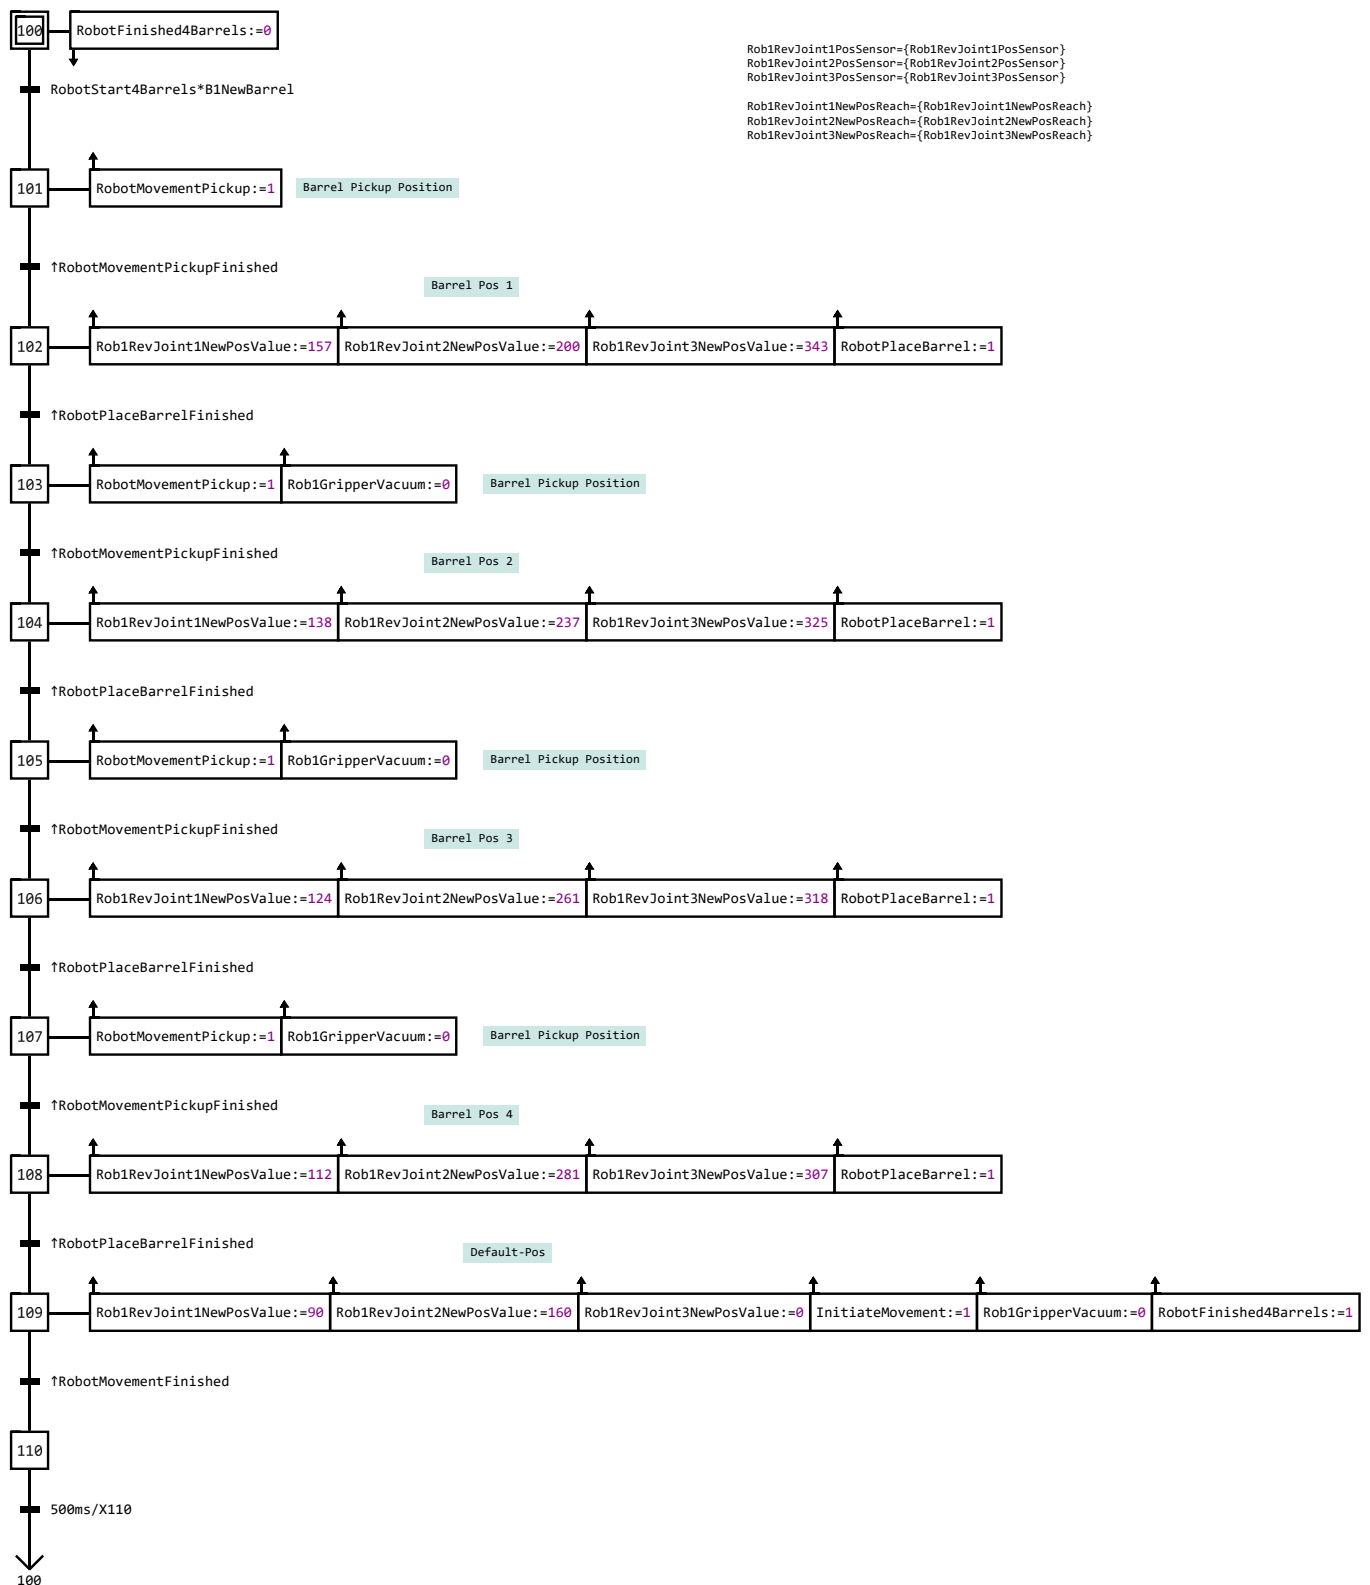 100 RobotFinished4Barrels:=0
Rob1RevJoint1PosSensor={Rob1RevJoint1PosSensor}
Rob1RevJoint2PosSensor={Rob1RevJoint2PosSensor}
Rob1RevJoint3PosSensor={Rob1RevJoint3PosSensor}
RobotStart4Barrels*B1NewBarrel
Rob1RevJoint1NewPosReach={Rob1RevJoint1NewPosReach}
Rob1RevJoint2NewPosReach={Rob1RevJoint2NewPosReach}
Rob1RevJoint3NewPosReach={Rob1RevJoint3NewPosReach}
101 RobotMovementPickup:=1 Barrel Pickup Position
↑RobotMovementPickupFinished
Barrel Pos 1
102 Rob1RevJoint1NewPosValue:=157 Rob1RevJoint2NewPosValue:=200 Rob1RevJoint3NewPosValue:=343 RobotPlaceBarrel:=1
↑RobotPlaceBarrelFinished
103 RobotMovementPickup:=1 Rob1GripperVacuum:=0 Barrel Pickup Position
↑RobotMovementPickupFinished
Barrel Pos 2
104 Rob1RevJoint1NewPosValue:=138 Rob1RevJoint2NewPosValue:=237 Rob1RevJoint3NewPosValue:=325 RobotPlaceBarrel:=1
↑RobotPlaceBarrelFinished
105 RobotMovementPickup:=1 Rob1GripperVacuum:=0 Barrel Pickup Position
↑RobotMovementPickupFinished
Barrel Pos 3
106 Rob1RevJoint1NewPosValue:=124 Rob1RevJoint2NewPosValue:=261 Rob1RevJoint3NewPosValue:=318 RobotPlaceBarrel:=1
↑RobotPlaceBarrelFinished
107 RobotMovementPickup:=1 Rob1GripperVacuum:=0 Barrel Pickup Position
↑RobotMovementPickupFinished
Barrel Pos 4
108 Rob1RevJoint1NewPosValue:=112 Rob1RevJoint2NewPosValue:=281 Rob1RevJoint3NewPosValue:=307 RobotPlaceBarrel:=1
↑RobotPlaceBarrelFinished
Default-Pos
109 Rob1RevJoint1NewPosValue:=90 Rob1RevJoint2NewPosValue:=160 Rob1RevJoint3NewPosValue:=0 InitiateMovement:=1 Rob1GripperVacuum:=0 RobotFinished4Barrels:=1
↑RobotMovementFinished
110
500ms/X110
100